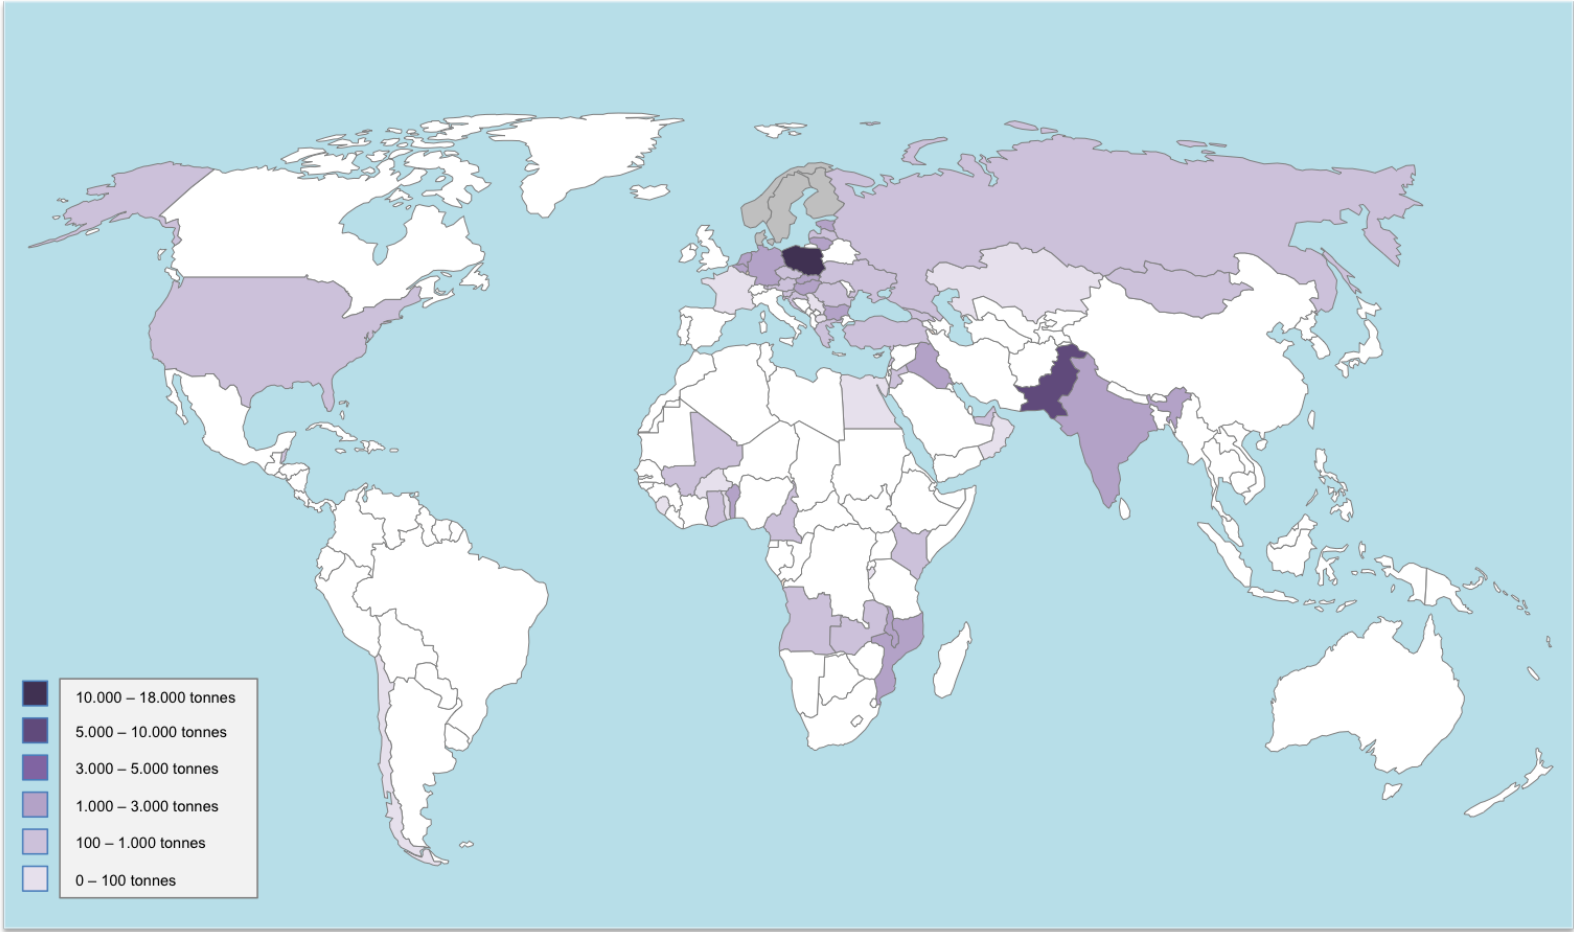 10.000 – 18.000 tonnes
5.000 – 10.000 tonnes
3.000 – 5.000 tonnes
1.000 – 3.000 tonnes
100 – 1.000 tonnes
0 – 100 tonnes